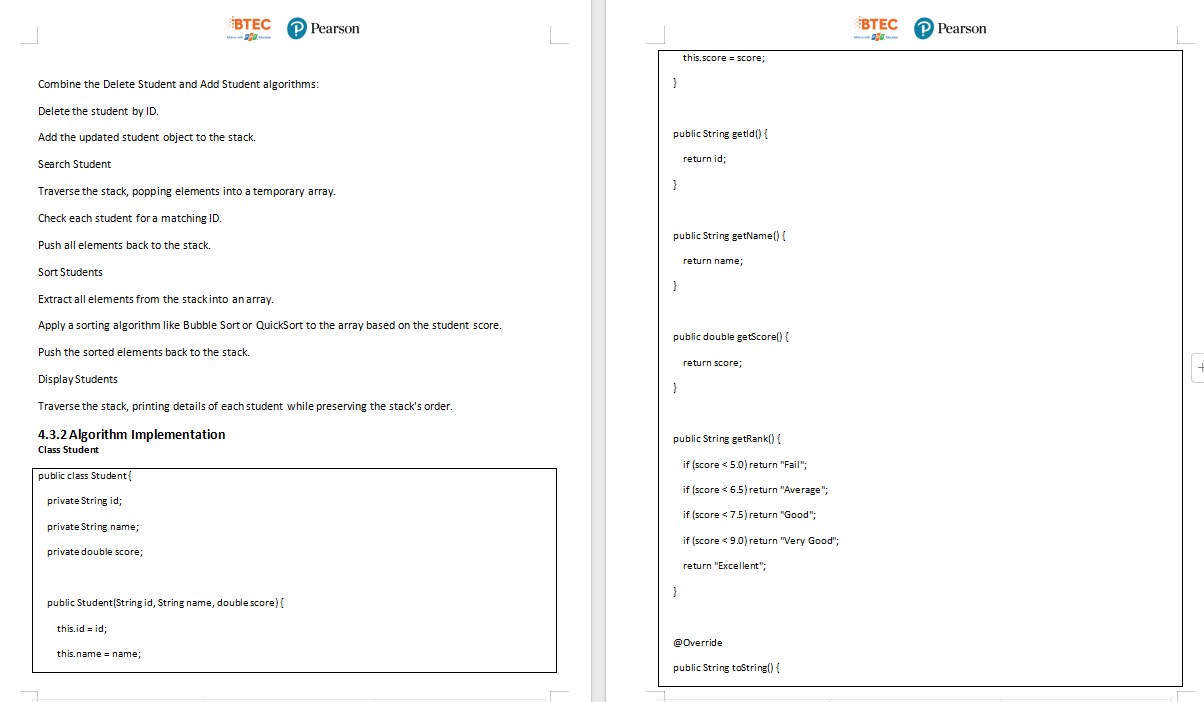 BTEC
Pearson
Combine the Delete Student and Add Student algorithms:
Delete the student by ID.
Add the updated student object to the stack.
Search Student
Traverse the stack, popping elements into a temporary array.
Check each student for a matching ID.
Push all elements back to the stack.
Sort Students
Extract all elements from the stack into an array.
Apply a sorting algorithm like Bubble Sort or QuickSort to the array based on the student score.
Push the sorted elements back to the stack.
Display Students
Traverse the stack, printing details of each student while preserving the stack's order.
4.3.2 Algorithm Implementation
Class Student
public class Student {
private String id;
private String name;
private double score;
public Student(String id, String name, double score) {
this.id = id;
this.name = name;
BTEC
Pearson
this.score = score;
}
public String getId() {
return id;
}
public String getName() {
return name;
}
public double getScore() {
return score;
}
public String getRank() {
if (score < 5.0) return "Fail";
if (score < 6.5) return "Average";
if (score < 7.5) return "Good";
if (score < 9.0) return "Very Good";
return "Excellent";
}
@Override
public String toString() {